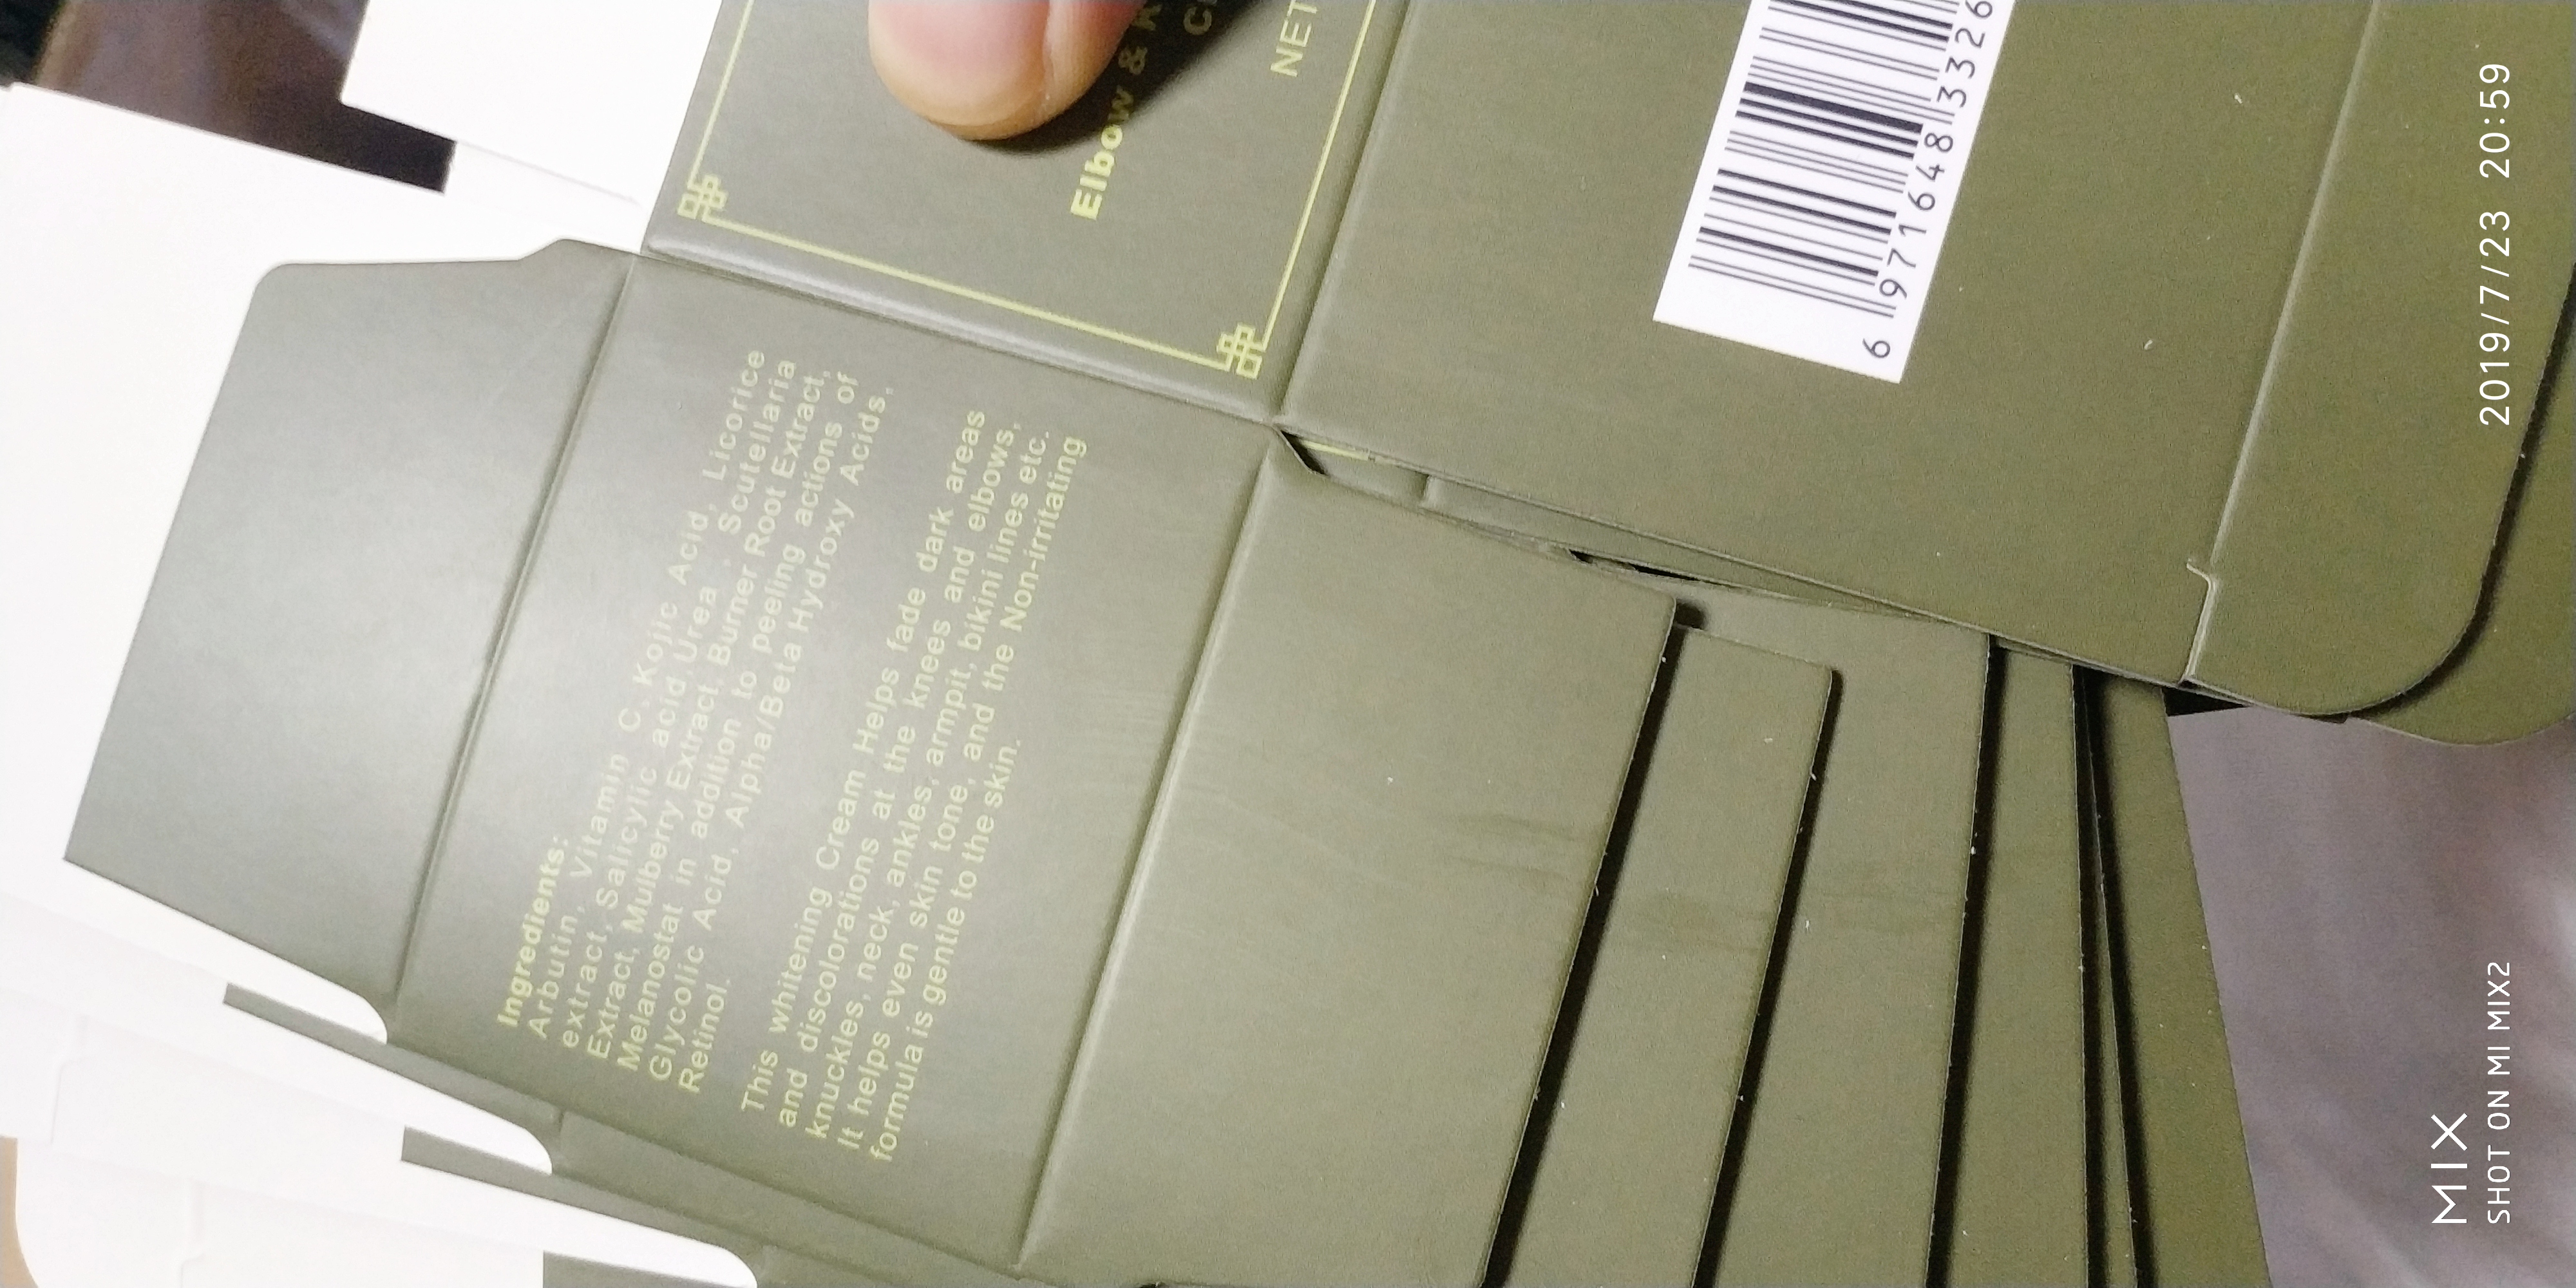 Ingredients:
Arbutin, Vitamin C, Kojic Acid, Licorice
extract, Salicylic acid,Urea , Scutellaria
Extract, Mulberry Extract, Burner Root Extract,
Melanostat in addition to peeling actions of
Glycolic Acid, Alpha/Beta Hydroxy Acids,
Retinol.
This whitening Cream Helps fade dark areas
and discolorations at the knees and elbows,
knuckles, neck, ankles, armpit, bikini lines etc.
It helps even skin tone, and the Non-irritating
formula is gentle to the skin.
Elbow &
NET
6 971648 3326
MIX
SHOT ON MI MIX2
2019/7/23 20:59